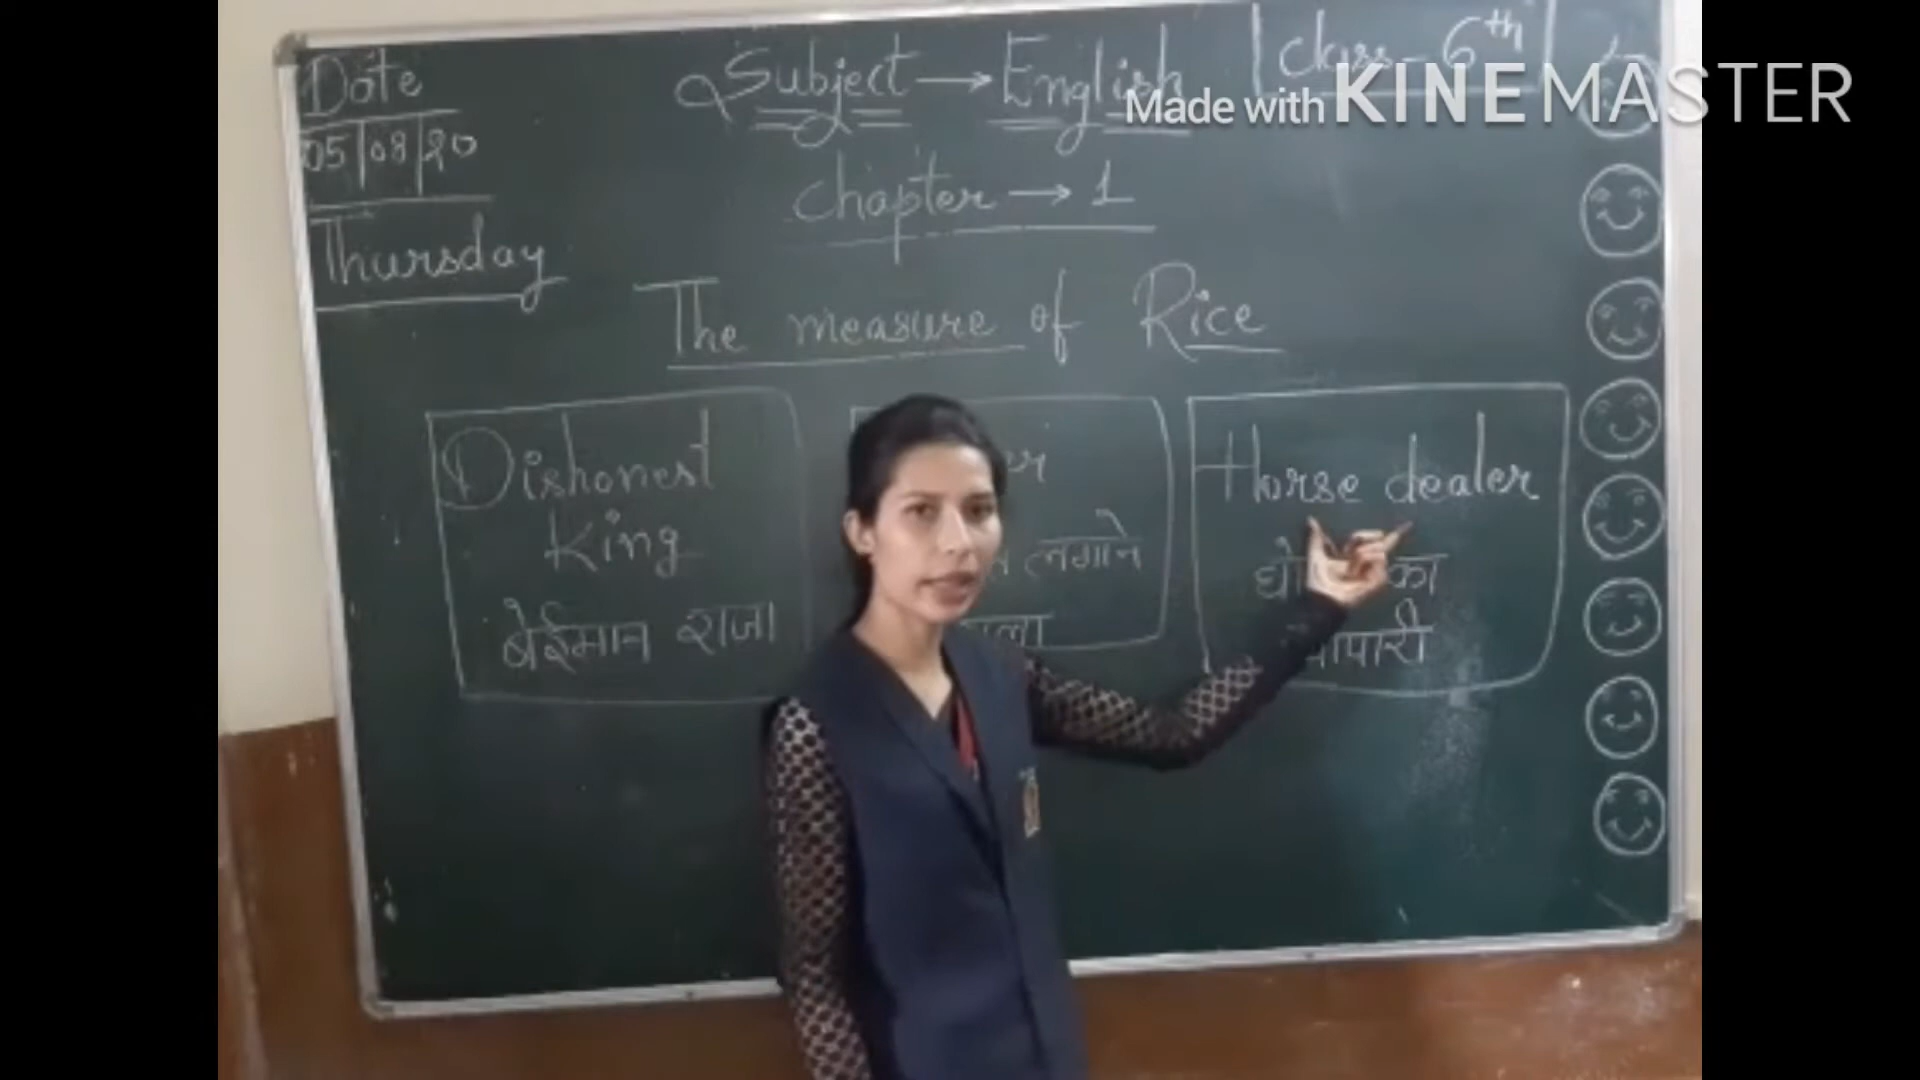 Date
05|08|20
Thursday
Subject → English
Class - 6th
Made with KINEMASTER
Chapter → 1
The measure of Rice
Dishonest
King
बेईमान राजा
लगाने
Horse dealer
का